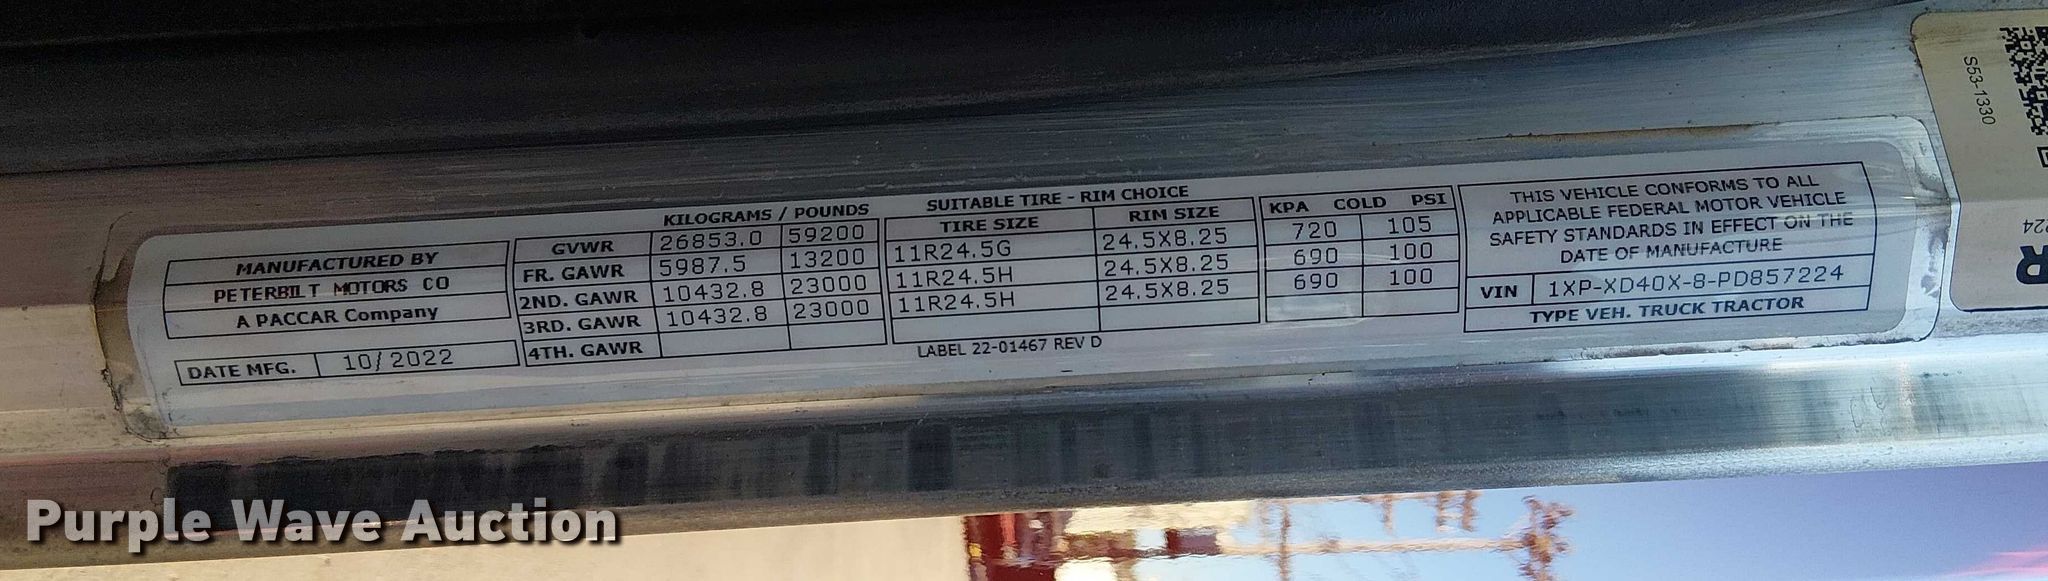 MANUFACTURED BY
PETERBILT MOTORS CO
A PACCAR Company
DATE MFG. 10/2022
KILOGRAMS / POUNDS
GVWR 26853.0 59200
FR. GAWR 5987.5 13200
2ND. GAWR 10432.8 23000
3RD. GAWR 10432.8 23000
4TH. GAWR
SUITABLE TIRE - RIM CHOICE
TIRE SIZE RIM SIZE
11R24.5G 24.5X8.25
11R24.5H 24.5X8.25
11R24.5H 24.5X8.25
LABEL 22-01467 REV D
KPA COLD PSI
720 105
690 100
690 100
THIS VEHICLE CONFORMS TO ALL
APPLICABLE FEDERAL MOTOR VEHICLE
SAFETY STANDARDS IN EFFECT ON THE
DATE OF MANUFACTURE
VIN 1XP-XD40X-8-PD857224
TYPE VEH. TRUCK TRACTOR
S53-1330
224
R
Purple Wave Auction